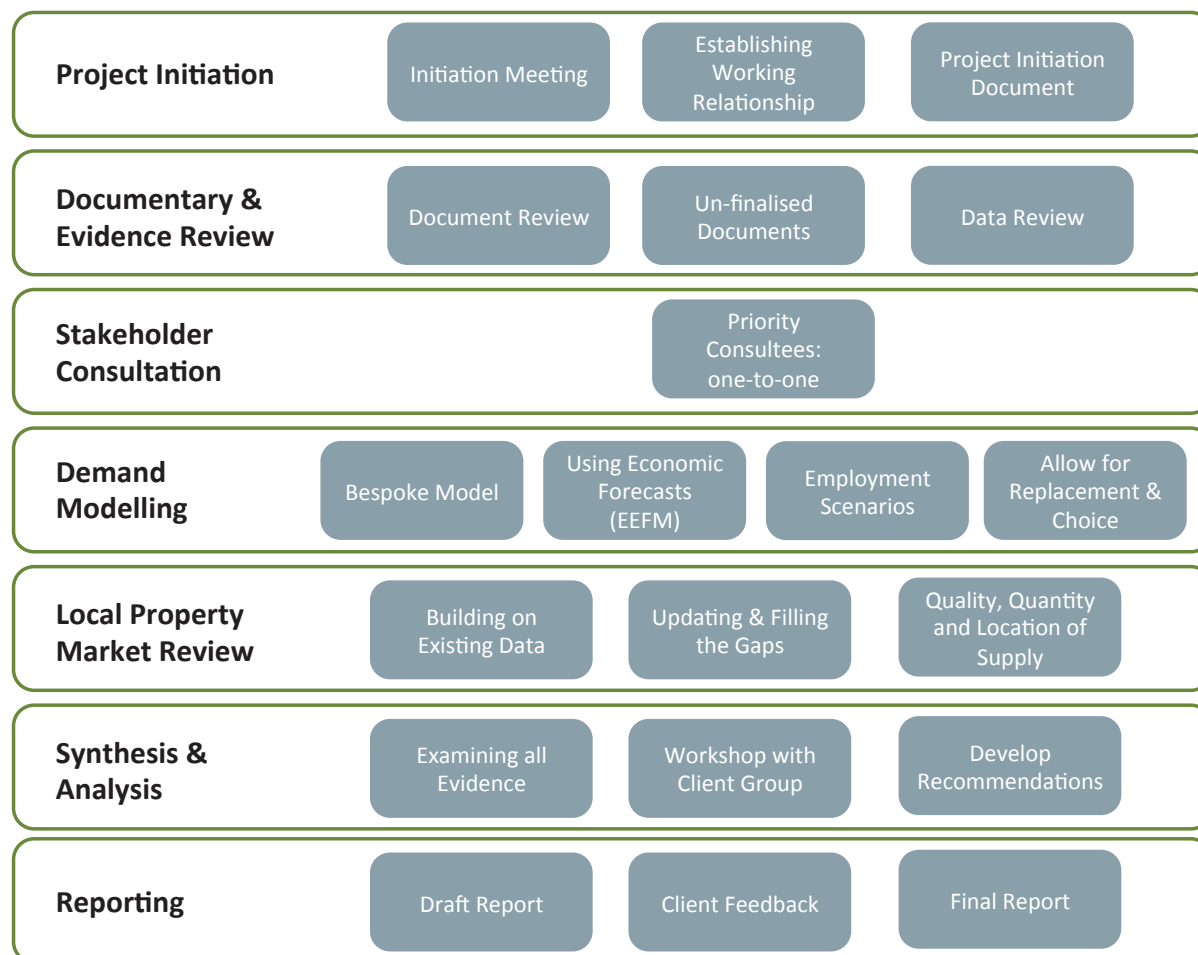 Project Initiation
Initiation Meeting
Establishing
Working
Relationship
Project Initiation
Document
Documentary &
Evidence Review
Document Review
Un-finalised
Documents
Data Review
Stakeholder
Consultation
Priority
Consultees:
one-to-one
Demand
Modelling
Bespoke Model
Using Economic
Forecasts
(EEFM)
Employment
Scenarios
Allow for
Replacement &
Choice
Local Property
Market Review
Building on
Existing Data
Updating & Filling
the Gaps
Quality, Quantity
and Location of
Supply
Synthesis &
Analysis
Examining all
Evidence
Workshop with
Client Group
Develop
Recommendations
Reporting
Draft Report
Client Feedback
Final Report